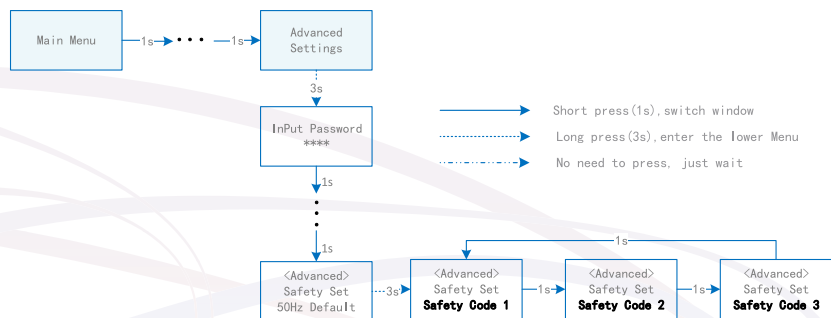 Main Menu
1s
1s
Advanced
Settings
3s
InPut Password
****
Short press(1s),switch window
Long press(3s),enter the lower Menu
No need to press, just wait
1s
1s
1s
<Advanced>
Safety Set
50Hz Default
3s
<Advanced>
Safety Set
Safety Code 1
1s
<Advanced>
Safety Set
Safety Code 2
1s
<Advanced>
Safety Set
Safety Code 3